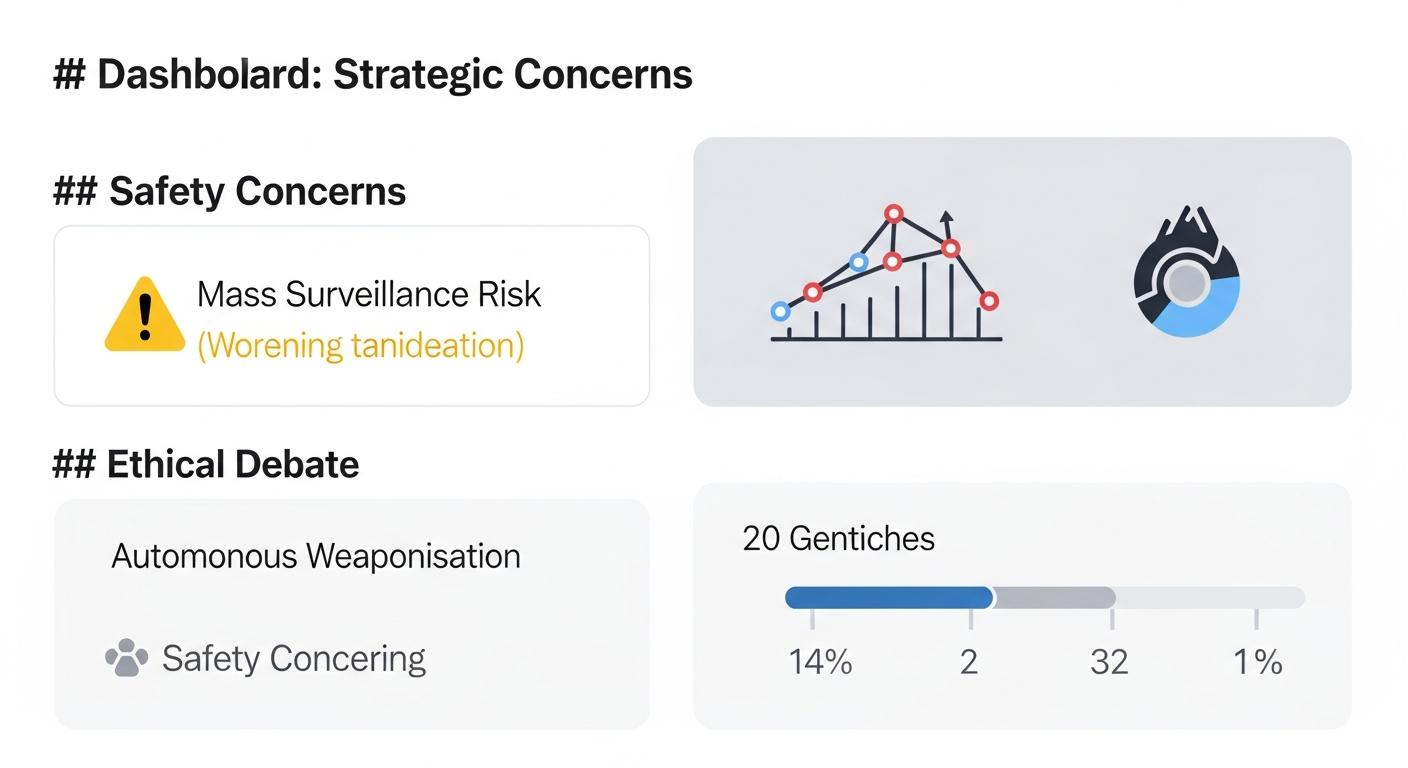 # Dashbolard: Strategic Concerns
## Safety Concerns
Mass Surveillance Risk
(Worening tanideation)
## Ethical Debate
Automonous Weaponisation
Safety Concering
20 Gentiches
14% 2 32 1%